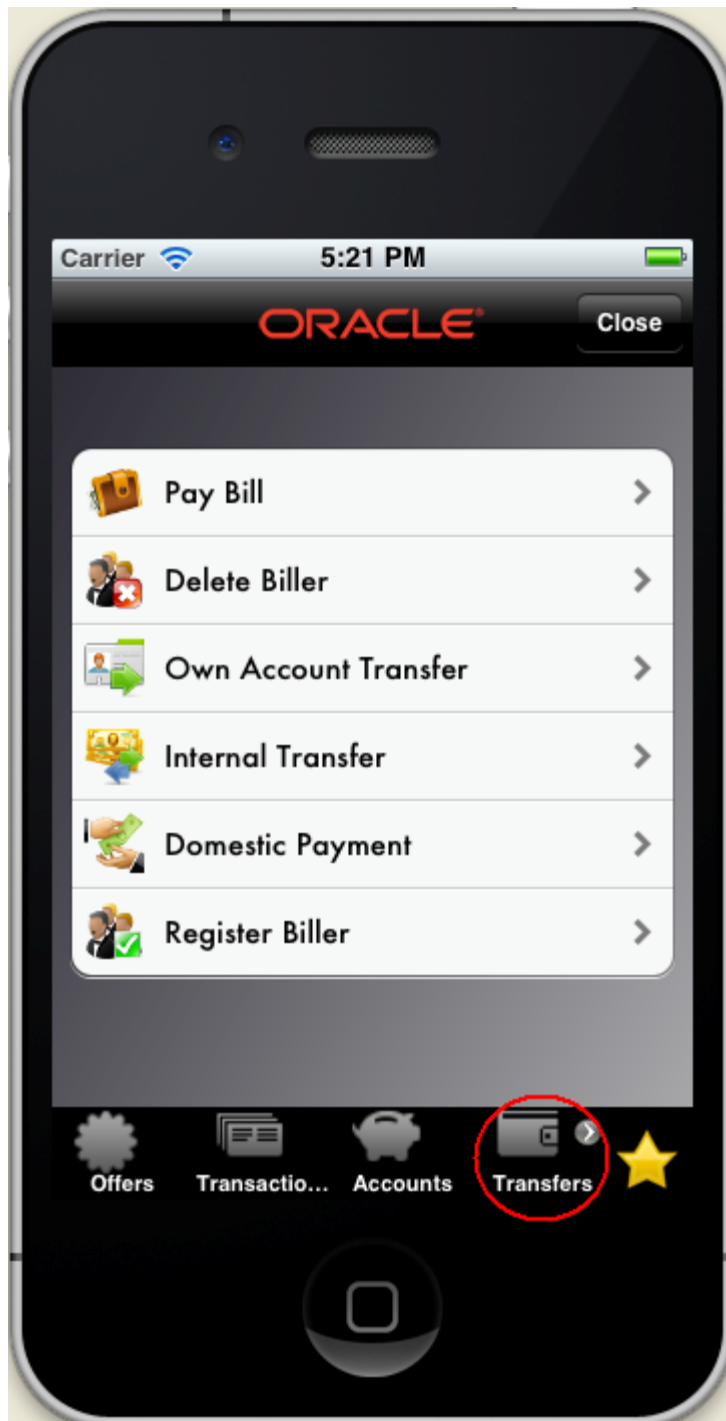 Carrier 5:21 PM
ORACLE® Close
Pay Bill
Delete Biller
Own Account Transfer
Internal Transfer
Domestic Payment
Register Biller
Offers Transactio... Accounts Transfers